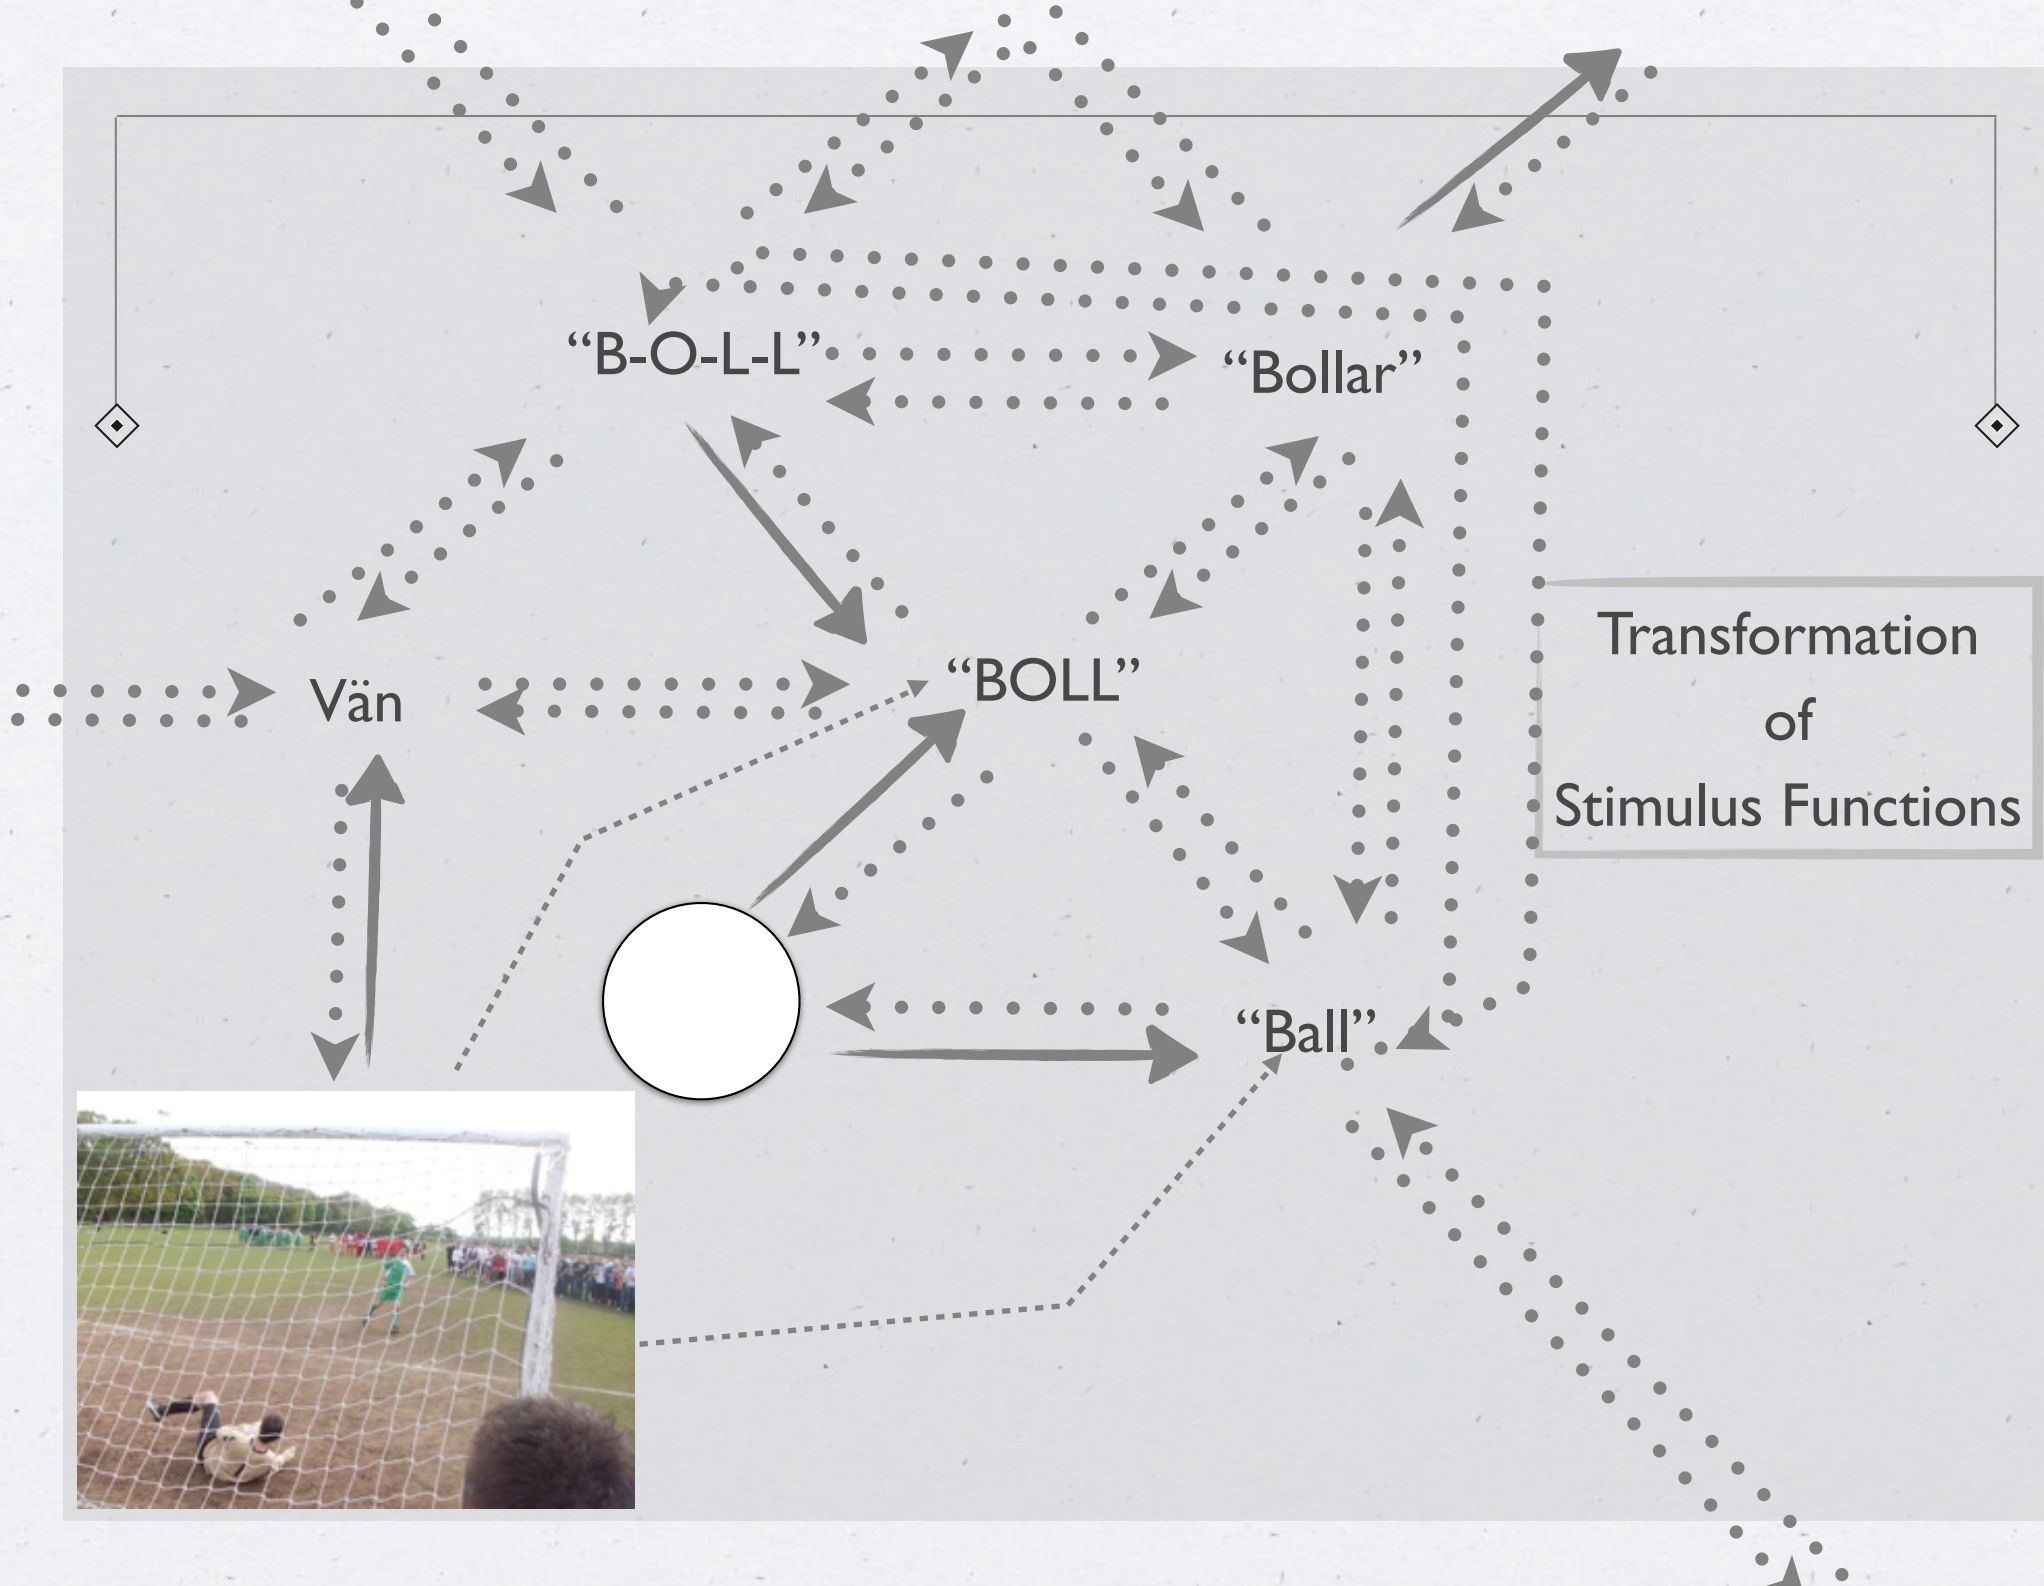 “B-O-L-L”
“Bollar”
Vän
“BOLL”
Transformation
of
Stimulus Functions
“Ball”